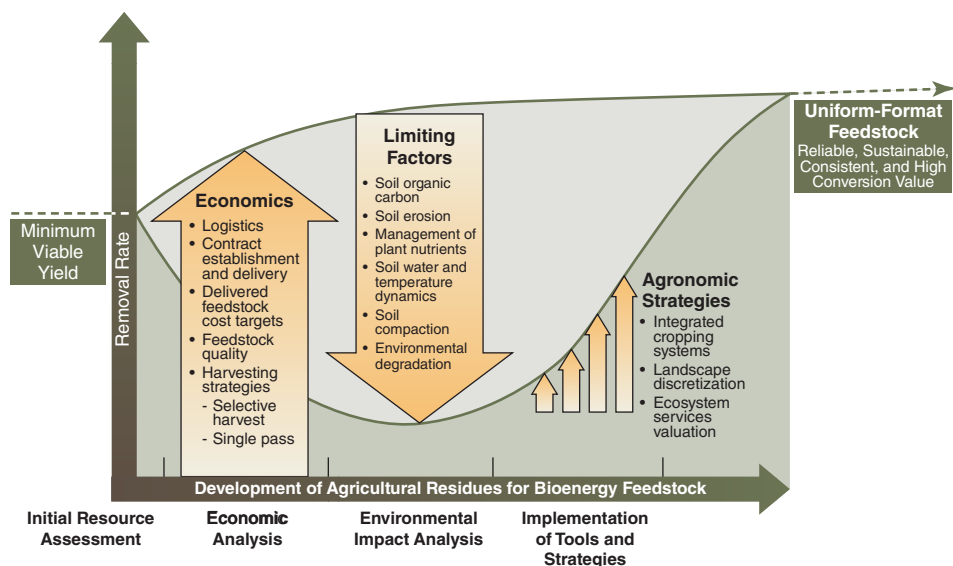 Uniform-Format
Feedstock
Reliable, Sustainable,
Consistent, and High
Conversion Value
Minimum
Viable
Yield
Removal Rate
Economics
• Logistics
• Contract
establishment
and delivery
• Delivered
feedstock
cost targets
• Feedstock
quality
• Harvesting
strategies
- Selective
harvest
- Single pass
Limiting
Factors
• Soil organic
carbon
• Soil erosion
• Management of
plant nutrients
• Soil water and
temperature
dynamics
• Soil
compaction
• Environmental
degradation
Agronomic
Strategies
• Integrated
cropping
systems
• Landscape
discretization
• Ecosystem
services
valuation
Development of Agricultural Residues for Bioenergy Feedstock
Initial Resource
Assessment
Economic
Analysis
Environmental
Impact Analysis
Implementation
of Tools and
Strategies